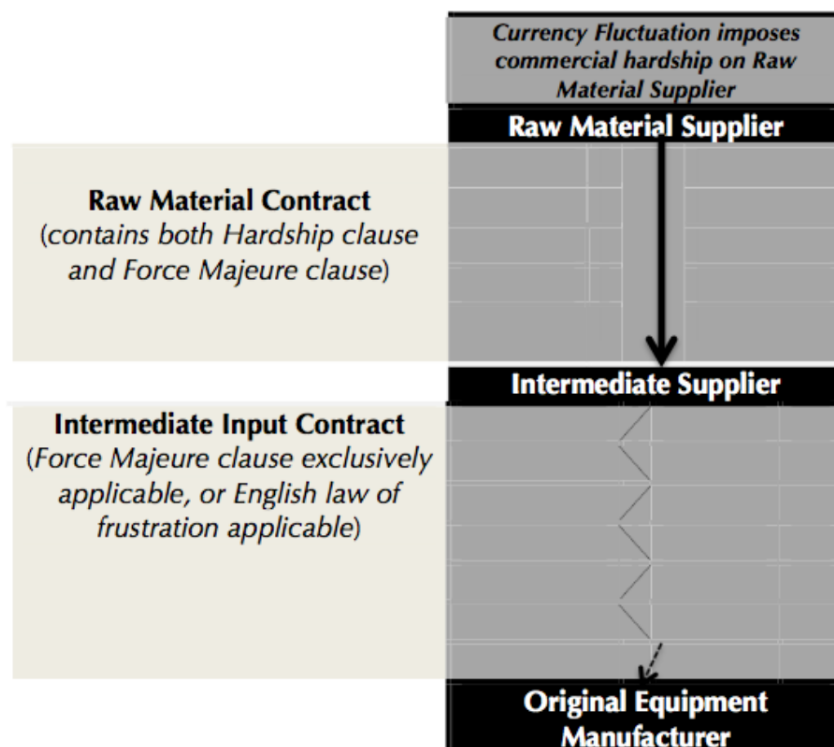 Currency Fluctuation imposes
commercial hardship on Raw
Material Supplier
Raw Material Supplier
Raw Material Contract
(contains both Hardship clause
and Force Majeure clause)
Intermediate Supplier
Intermediate Input Contract
(Force Majeure clause exclusively
applicable, or English law of
frustration applicable)
Original Equipment
Manufacturer